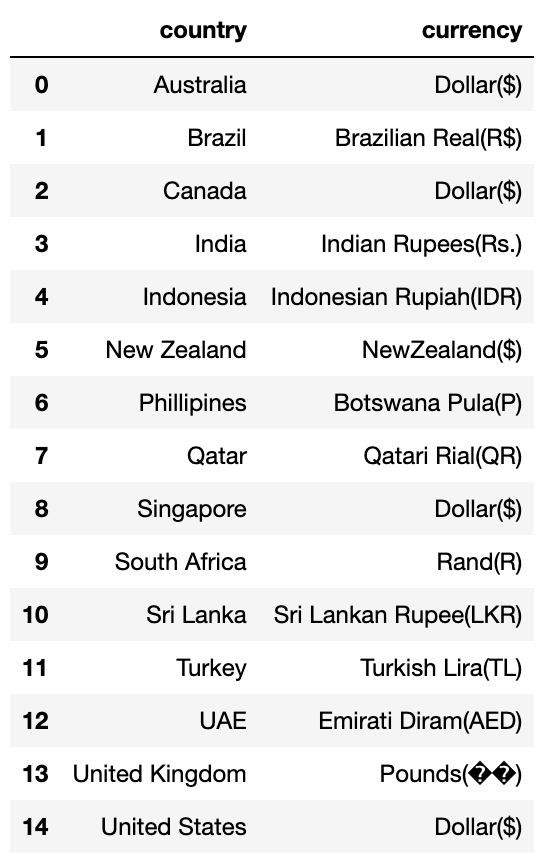 country currency
0 Australia Dollar($)
1 Brazil Brazilian Real(R$)
2 Canada Dollar($)
3 India Indian Rupees(Rs.)
4 Indonesia Indonesian Rupiah(IDR)
5 New Zealand NewZealand($)
6 Phillipines Botswana Pula(P)
7 Qatar Qatari Rial(QR)
8 Singapore Dollar($)
9 South Africa Rand(R)
10 Sri Lanka Sri Lankan Rupee(LKR)
11 Turkey Turkish Lira(TL)
12 UAE Emirati Diram(AED)
13 United Kingdom Pounds(��)
14 United States Dollar($)